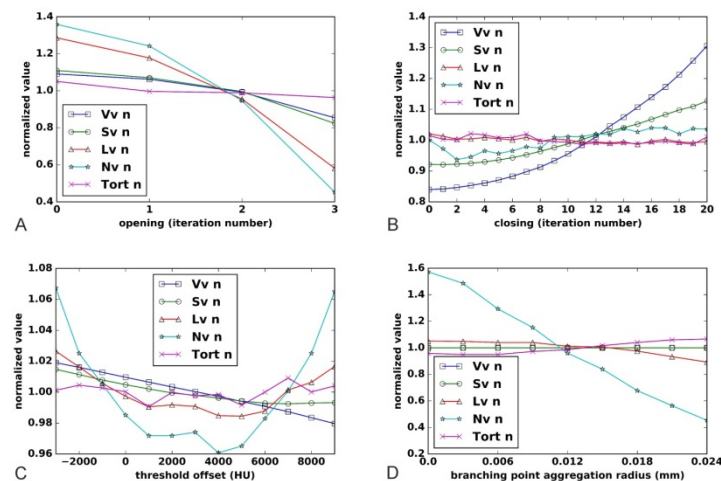 1.4
1.2
1.0
0.8
0.6
0.4
normalized value
Vv n
Sv n
Lv n
Nv n
Tort n
0 1 2 3
opening (iteration number)
A
1.4
1.3
1.2
1.1
1.0
0.9
0.8
normalized value
Vv n
Sv n
Lv n
Nv n
Tort n
0 2 4 6 8 10 12 14 16 18 20
closing (iteration number)
B
1.08
1.06
1.04
1.02
1.00
0.98
0.96
normalized value
Vv n
Sv n
Lv n
Nv n
Tort n
−2000 0 2000 4000 6000 8000
threshold offset (HU)
C
1.6
1.4
1.2
1.0
0.8
0.6
0.4
0.2
normalized value
Vv n
Sv n
Lv n
Nv n
Tort n
0.0 0.006 0.012 0.018 0.024
branching point aggregation radius (mm)
D